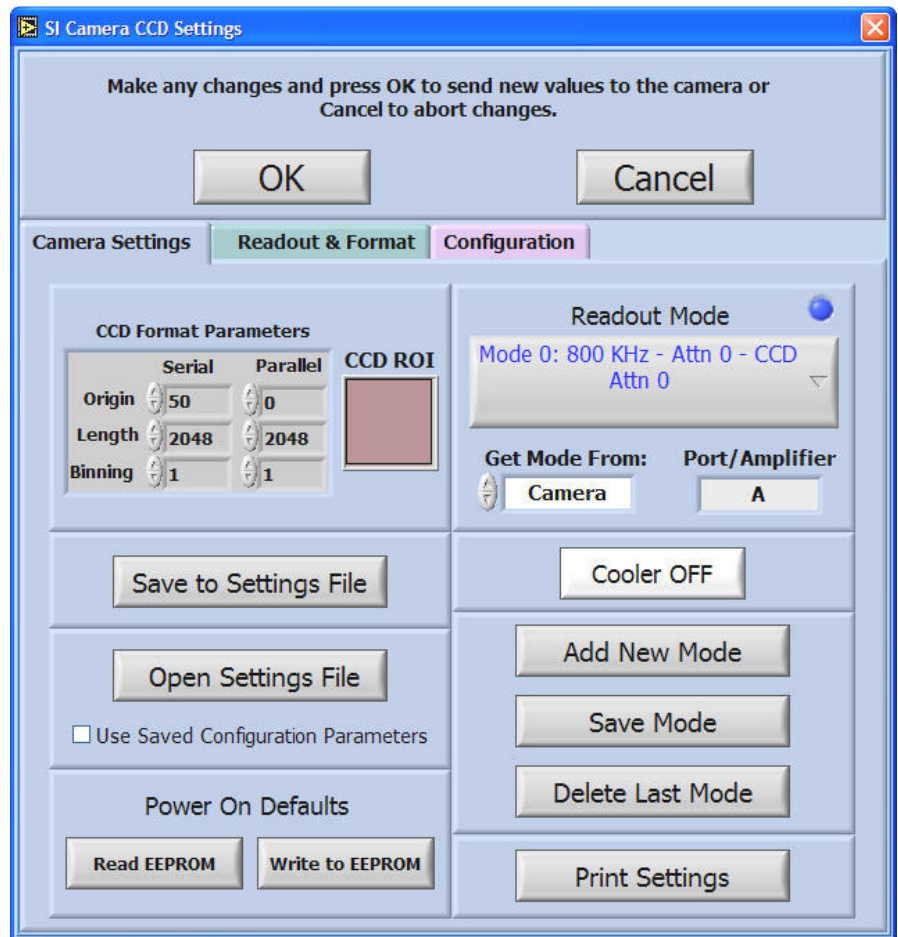 SI Camera CCD Settings
Make any changes and press OK to send new values to the camera or
Cancel to abort changes.
OK
Cancel
Camera Settings
Readout & Format
Configuration
CCD Format Parameters
Serial
Parallel
CCD ROI
Origin 50 0
Length 2048 2048
Binning 1 1
Readout Mode
Mode 0: 800 KHz - Attn 0 - CCD
Attn 0
Get Mode From:
Port/Amplifier
Camera
A
Save to Settings File
Cooler OFF
Open Settings File
Use Saved Configuration Parameters
Add New Mode
Save Mode
Delete Last Mode
Power On Defaults
Read EEPROM
Write to EEPROM
Print Settings